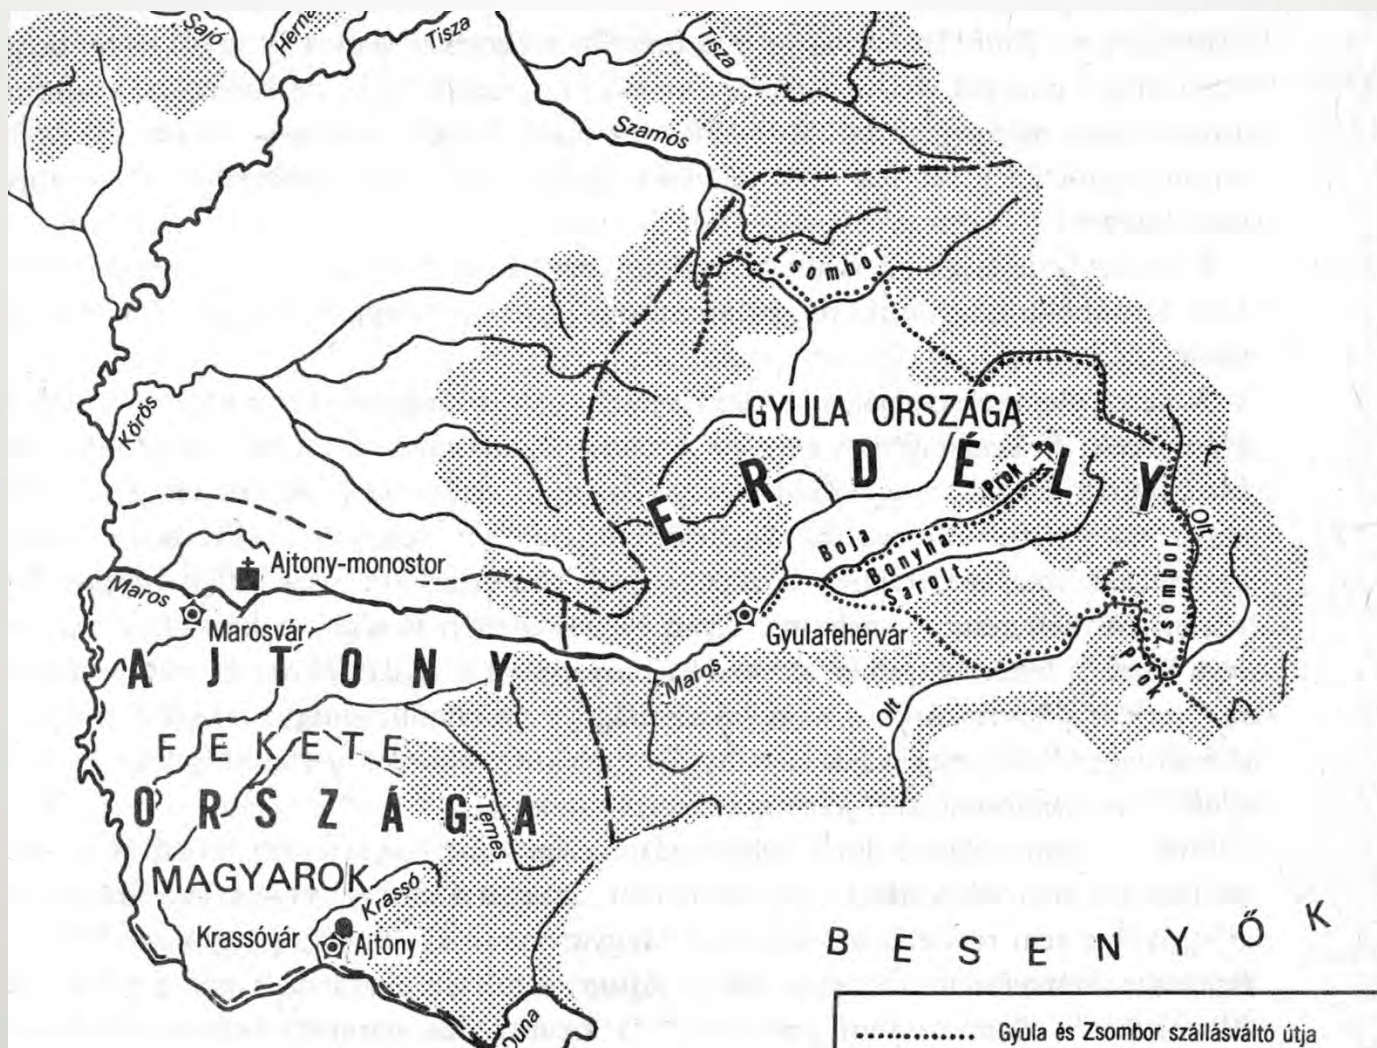 Sajó
Tisza
Tisza
Szamos
Zsombor
Körös
GYULA ORSZÁGA
ERDÉLY
Prok
Olt
Boja
Bonyha
Sarolt
Zsombor
Ajtony-monostor
Maros
Marosvár
Gyulafehérvár
Prok
AJTONY
Maros
Olt
FEKETE
ORSZÁGA
Temes
MAGYAROK
Krassó
Krassóvár
Ajtony
BESENYŐK
Duna
Gyula és Zsombor szállásváltó útja